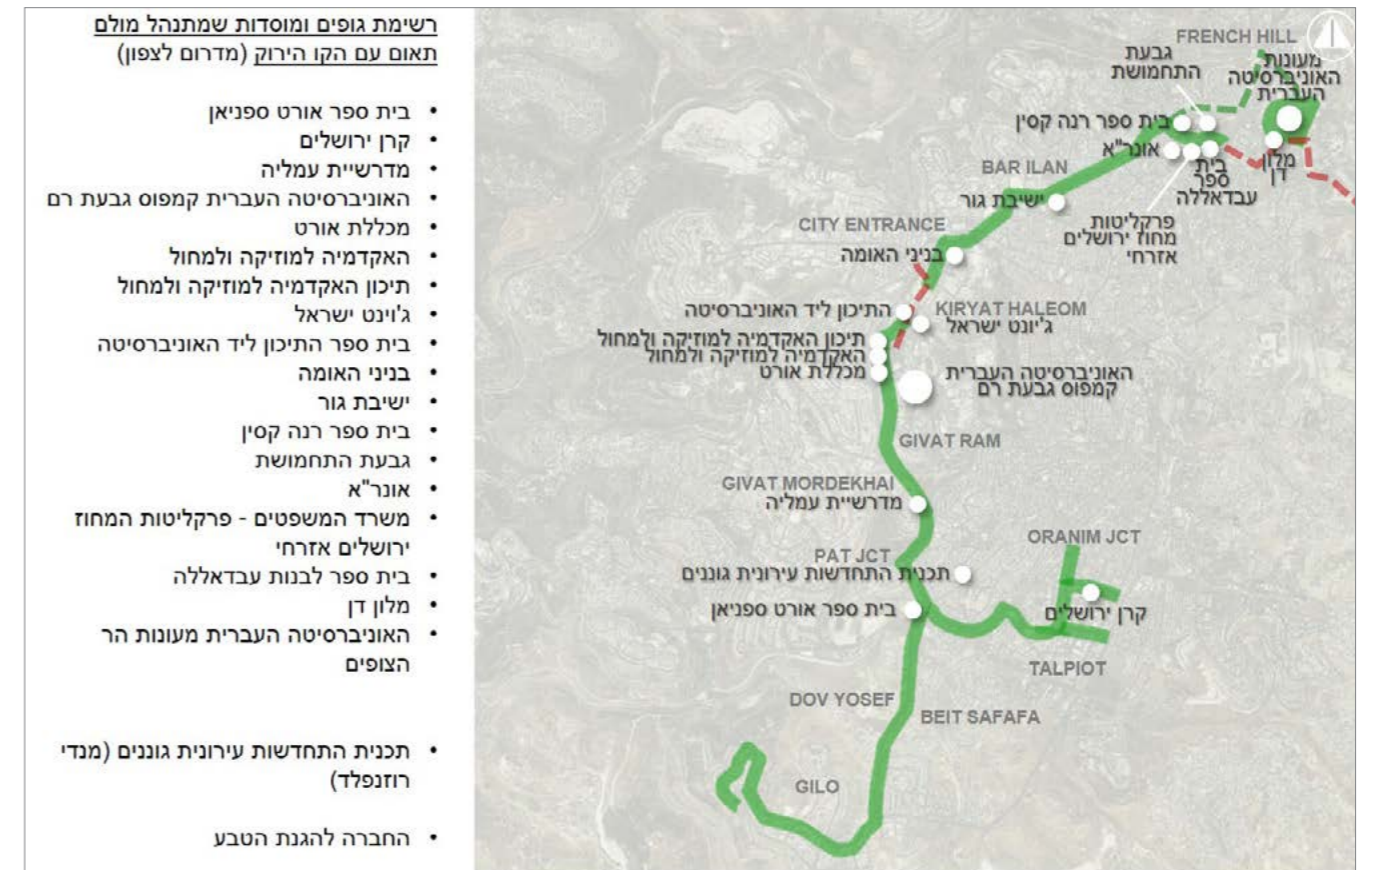 רשימת גופים ומוסדות שמתנהל מולם
תאום עם הקו הירוק (מדרום לצפון)
• בית ספר אורט ספניאן
• קרן ירושלים
• מדרשיית עמליה
• האוניברסיטה העברית קמפוס גבעת רם
• מכללת אורט
• האקדמיה למוזיקה ולמחול
• תיכון האקדמיה למוזיקה ולמחול
• ג'וינט ישראל
• בית ספר התיכון ליד האוניברסיטה
• בניני האומה
• ישיבת גור
• בית ספר רנה קסין
• גבעת התחמושת
• אונר"א
• משרד המשפטים - פרקליטות המחוז
ירושלים אזרחי
• בית ספר לבנות עבדאללה
• מלון דן
• האוניברסיטה העברית מעונות הר
הצופים
• תכנית התחדשות עירונית גוננים (מנדי
רוזנפלד)
• החברה להגנת הטבע
FRENCH HILL
מעונות
האוניברסיטה
העברית
גבעת
התחמושת
בית ספר רנה קסין
אונר"א
בית
ספר
עבדאללה
מלון
דן
BAR ILAN
ישיבת גור
פרקליטות
מחוז ירושלים
אזרחי
CITY ENTRANCE
בניני האומה
התיכון ליד האוניברסיטה
KIRYAT HALEOM
ג'יונט ישראל
תיכון האקדמיה למוזיקה ולמחול
האקדמיה למוזיקה ולמחול
מכללת אורט
האוניברסיטה העברית
קמפוס גבעת רם
GIVAT RAM
GIVAT MORDEKHAI
מדרשיית עמליה
ORANIM JCT
PAT JCT
תכנית התחדשות עירונית גוננים
בית ספר אורט ספניאן
קרן ירושלים
TALPIOT
DOV YOSEF
BEIT SAFAFA
GILO